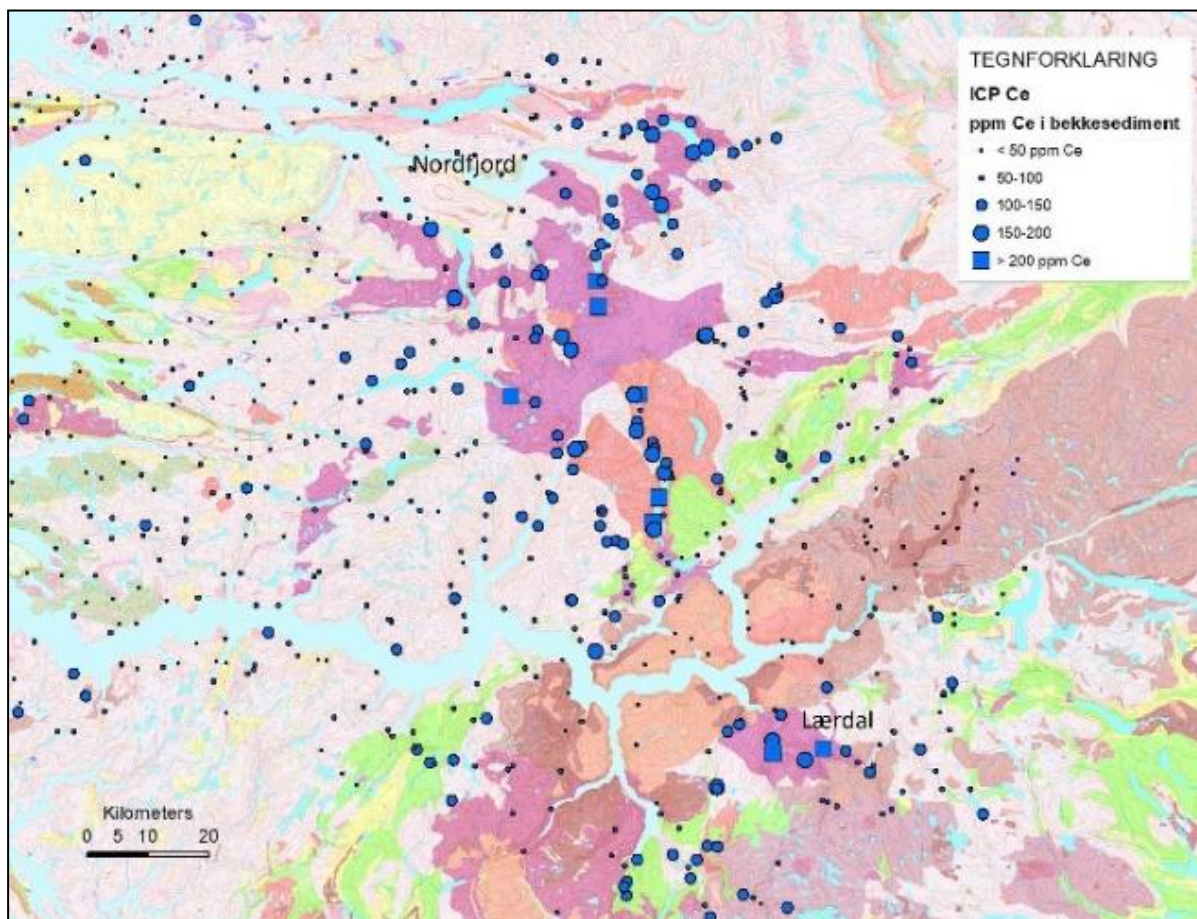 TEGNFORKLARING
ICP Ce
ppm Ce i bekkesediment
< 50 ppm Ce
50-100
100-150
150-200
> 200 ppm Ce
Nordfjord
Lærdal
Kilometers
0 5 10 20